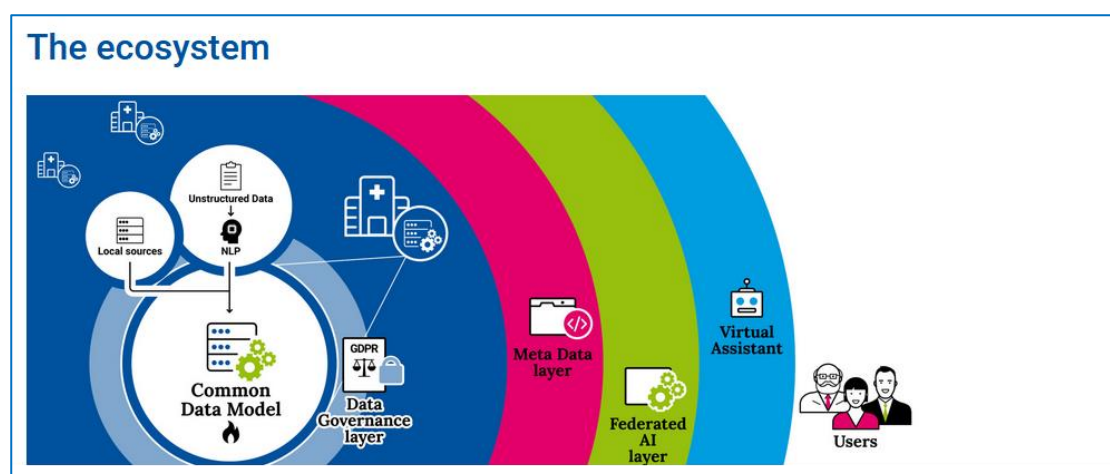 The ecosystem
Unstructured Data
NLP
Local sources
Common
Data Model
GDPR
Data
Governance
layer
Meta Data
layer
</>
Federated
AI
layer
Virtual
Assistant
Users